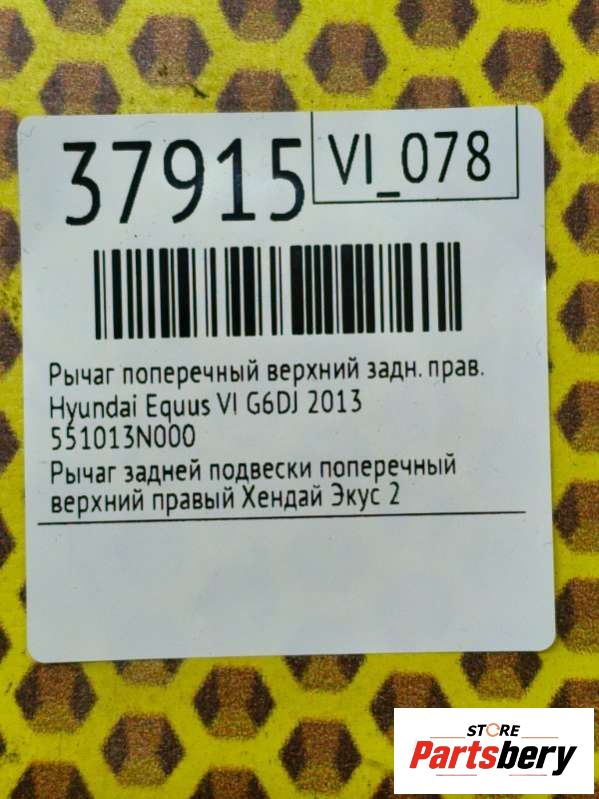 37915
VI_078
Рычаг поперечный верхний задн. прав.
Hyundai Equus VI G6DJ 2013
551013N000
Рычаг задней подвески поперечный
верхний правый Хендай Экус 2
STORE
Partsbery